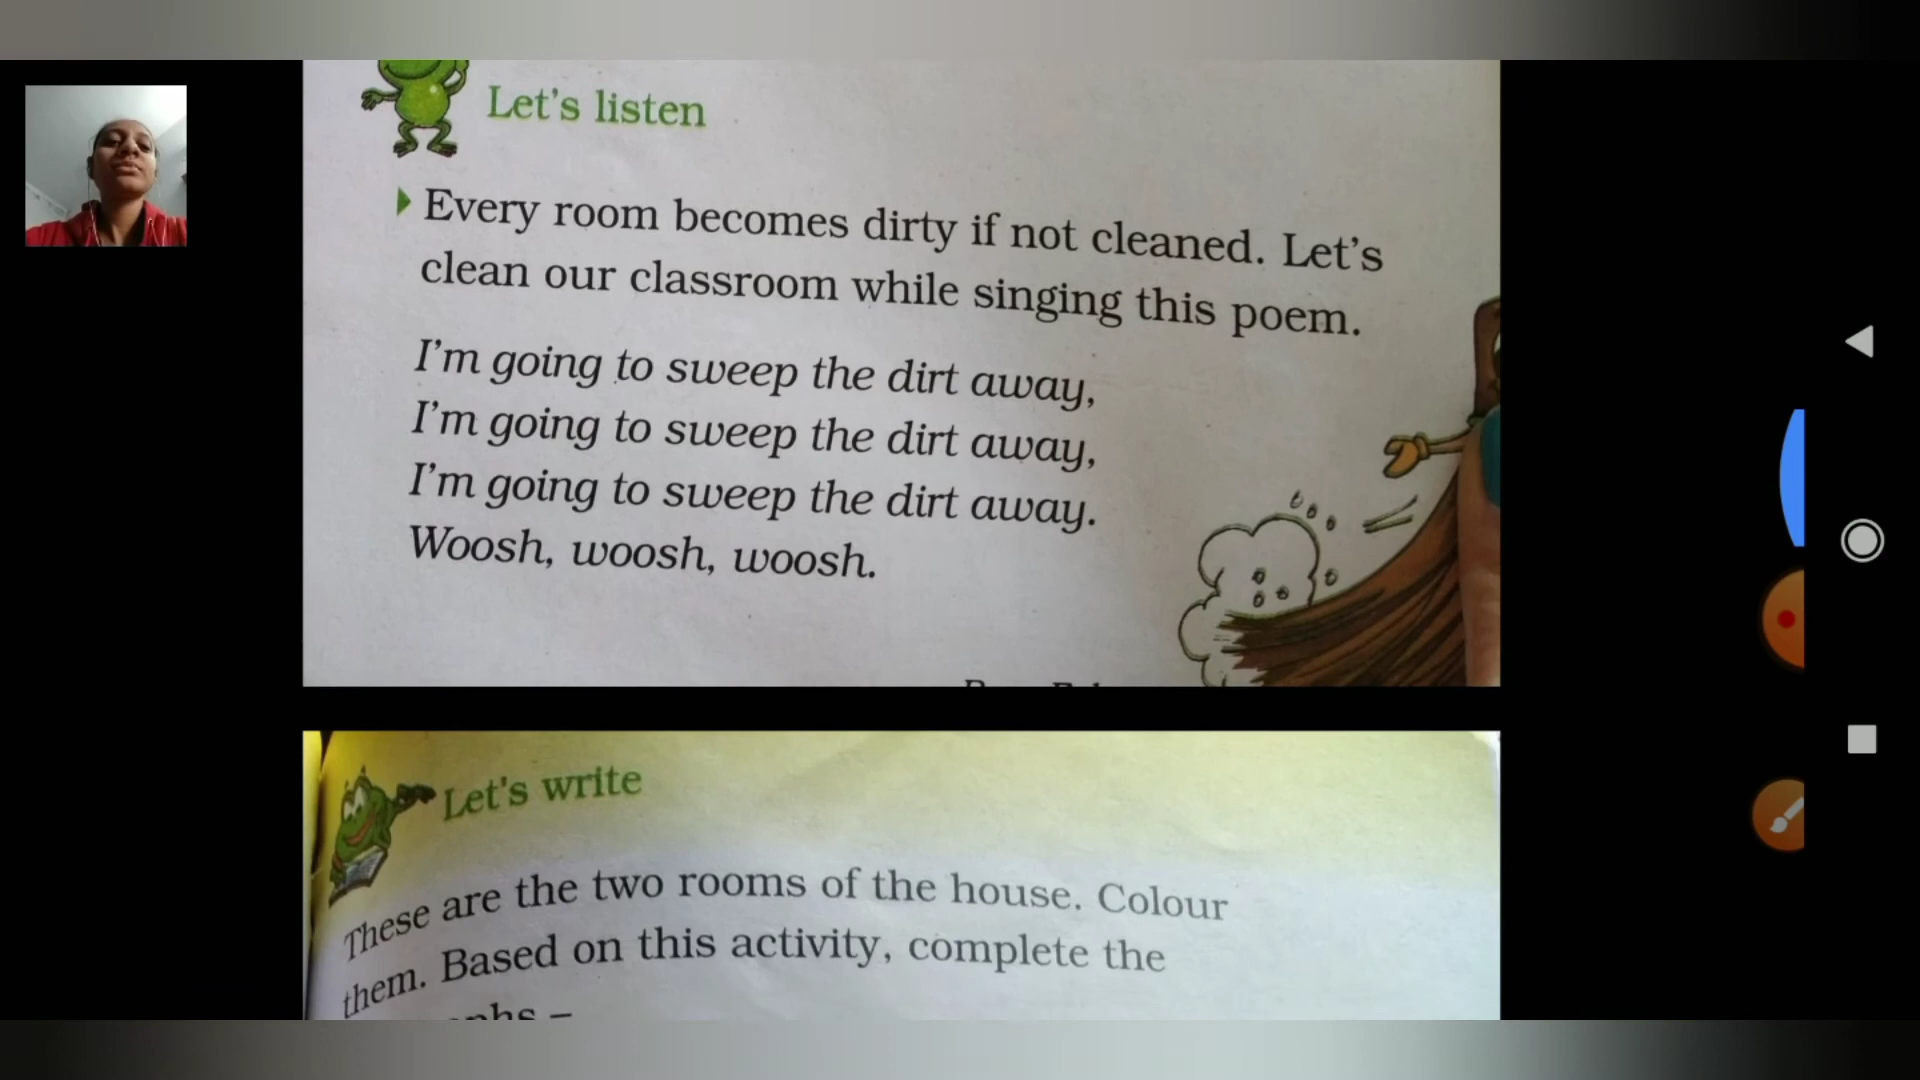 Let's listen
Every room becomes dirty if not cleaned. Let's
clean our classroom while singing this poem.
I'm going to sweep the dirt away,
I'm going to sweep the dirt away,
I'm going to sweep the dirt away.
Woosh, woosh, woosh.
Let's write
These are the two rooms of the house. Colour
them. Based on this activity, complete the